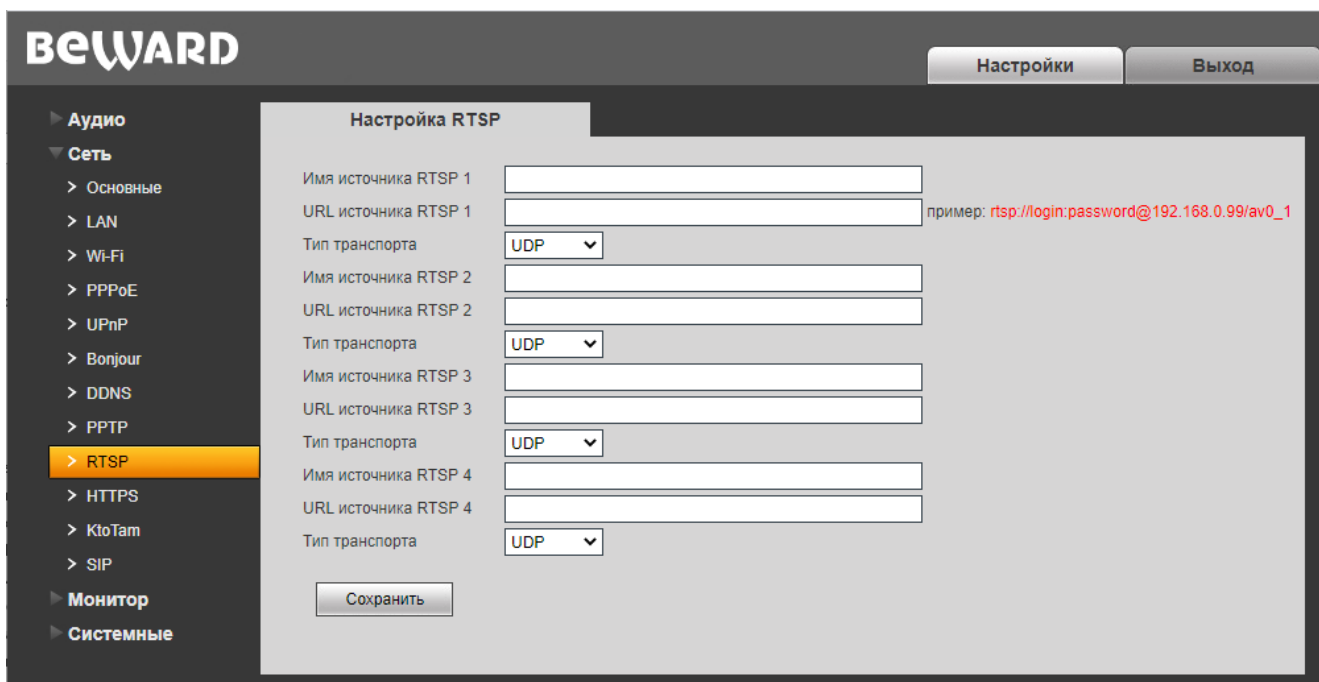 BEWARD
Настройки
Выход
Аудио
Сеть
> Основные
> LAN
> Wi-Fi
> PPPoE
> UPnP
> Bonjour
> DDNS
> PPTP
> RTSP
> HTTPS
> KtoTam
> SIP
Монитор
Системные
Настройка RTSP
Имя источника RTSP 1
URL источника RTSP 1 пример: rtsp://login:password@192.168.0.99/av0_1
Тип транспорта UDP
Имя источника RTSP 2
URL источника RTSP 2
Тип транспорта UDP
Имя источника RTSP 3
URL источника RTSP 3
Тип транспорта UDP
Имя источника RTSP 4
URL источника RTSP 4
Тип транспорта UDP
Сохранить